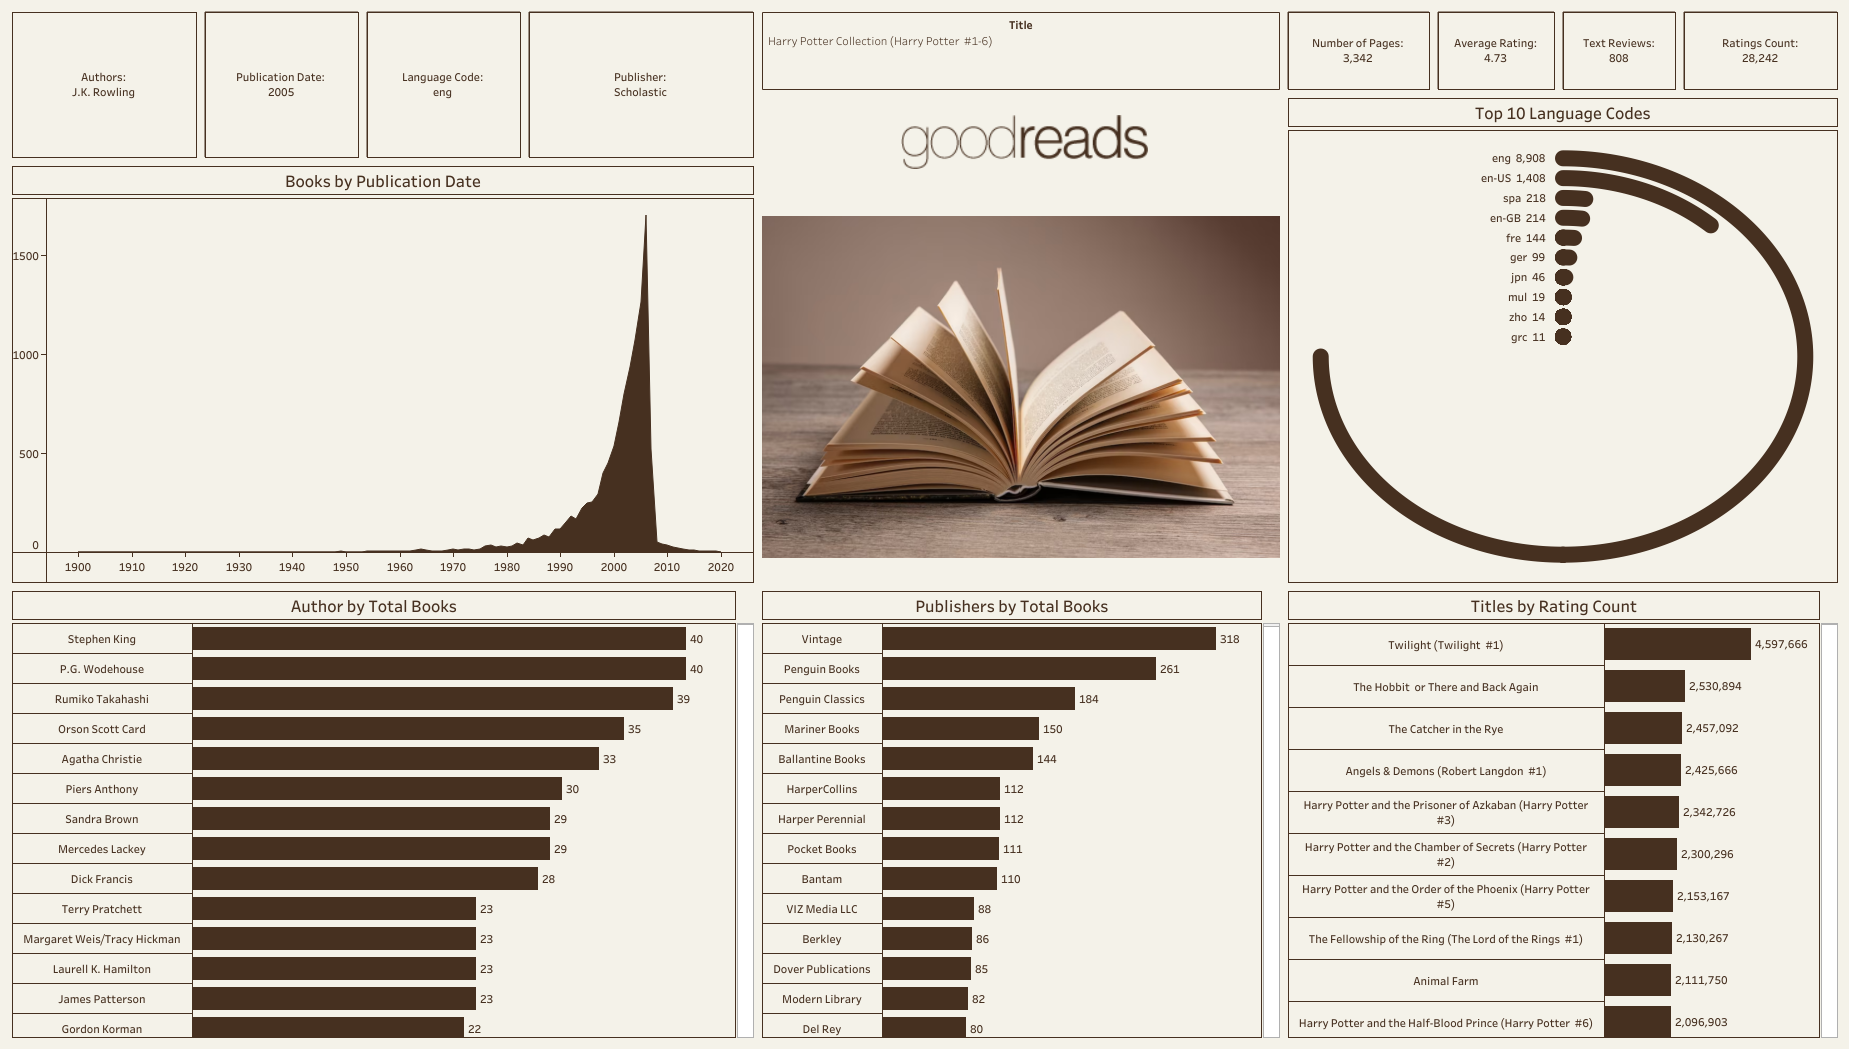 Authors:
J.K. Rowling
Publication Date:
2005
Language Code:
eng
Publisher:
Scholastic
Title
Harry Potter Collection (Harry Potter  #1-6)
Number of Pages:
3,342
Average Rating:
4.73
Text Reviews:
808
Ratings Count:
28,242
goodreads
Books by Publication Date
1500
1000
500
0
1900 1910 1920 1930 1940 1950 1960 1970 1980 1990 2000 2010 2020
Top 10 Language Codes
eng 8,908
en-US 1,408
spa 218
en-GB 214
fre 144
ger 99
jpn 46
mul 19
zho 14
grc 11
Author by Total Books
Stephen King 40
P.G. Wodehouse 40
Rumiko Takahashi 39
Orson Scott Card 35
Agatha Christie 33
Piers Anthony 30
Sandra Brown 29
Mercedes Lackey 29
Dick Francis 28
Terry Pratchett 23
Margaret Weis/Tracy Hickman 23
Laurell K. Hamilton 23
James Patterson 23
Gordon Korman 22
Publishers by Total Books
Vintage 318
Penguin Books 261
Penguin Classics 184
Mariner Books 150
Ballantine Books 144
HarperCollins 112
Harper Perennial 112
Pocket Books 111
Bantam 110
VIZ Media LLC 88
Berkley 86
Dover Publications 85
Modern Library 82
Del Rey 80
Titles by Rating Count
Twilight (Twilight  #1) 4,597,666
The Hobbit  or There and Back Again 2,530,894
The Catcher in the Rye 2,457,092
Angels & Demons (Robert Langdon  #1) 2,425,666
Harry Potter and the Prisoner of Azkaban (Harry Potter
#3) 2,342,726
Harry Potter and the Chamber of Secrets (Harry Potter
#2) 2,300,296
Harry Potter and the Order of the Phoenix (Harry Potter
#5) 2,153,167
The Fellowship of the Ring (The Lord of the Rings  #1) 2,130,267
Animal Farm 2,111,750
Harry Potter and the Half-Blood Prince (Harry Potter  #6) 2,096,903